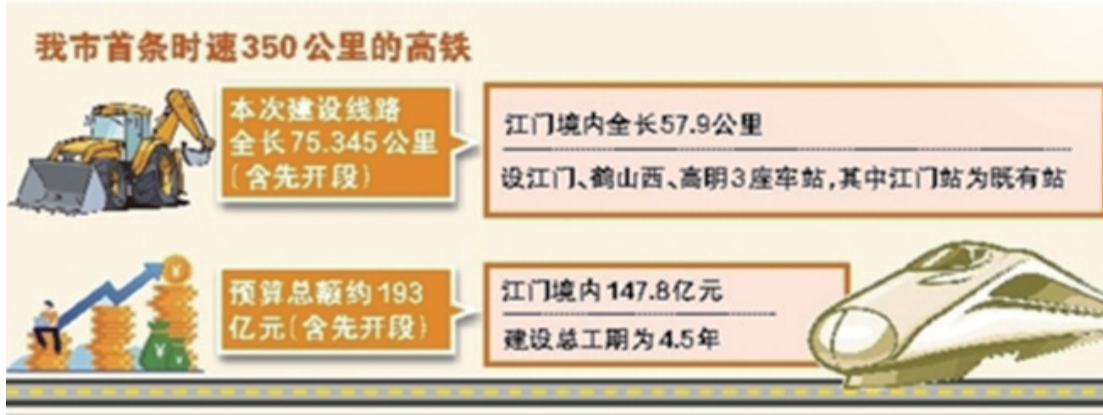 我市首条时速350公里的高铁
本次建设线路
全长75.345公里
(含先开段)
江门境内全长57.9公里
设江门、鹤山西、高明3座车站,其中江门站为既有站
预算总额约193
亿元(含先开段)
江门境内147.8亿元
建设总工期为4.5年